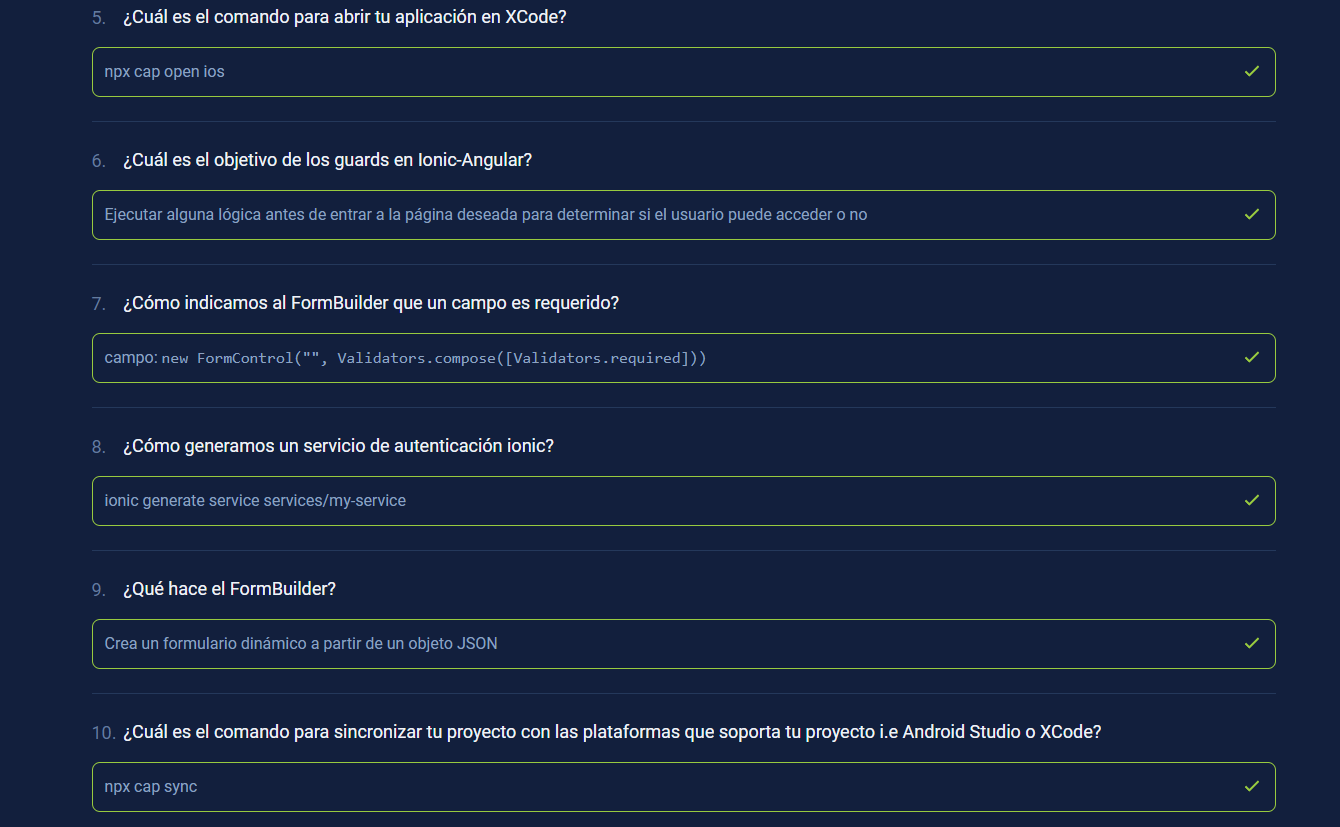 5. ¿Cuál es el comando para abrir tu aplicación en XCode?
npx cap open ios
6. ¿Cuál es el objetivo de los guards en Ionic-Angular?
Ejecutar alguna lógica antes de entrar a la página deseada para determinar si el usuario puede acceder o no
7. ¿Cómo indicamos al FormBuilder que un campo es requerido?
campo: new FormControl("", Validators.compose([Validators.required]))
8. ¿Cómo generamos un servicio de autenticación ionic?
ionic generate service services/my-service
9. ¿Qué hace el FormBuilder?
Crea un formulario dinámico a partir de un objeto JSON
10. ¿Cuál es el comando para sincronizar tu proyecto con las plataformas que soporta tu proyecto i.e Android Studio o XCode?
npx cap sync